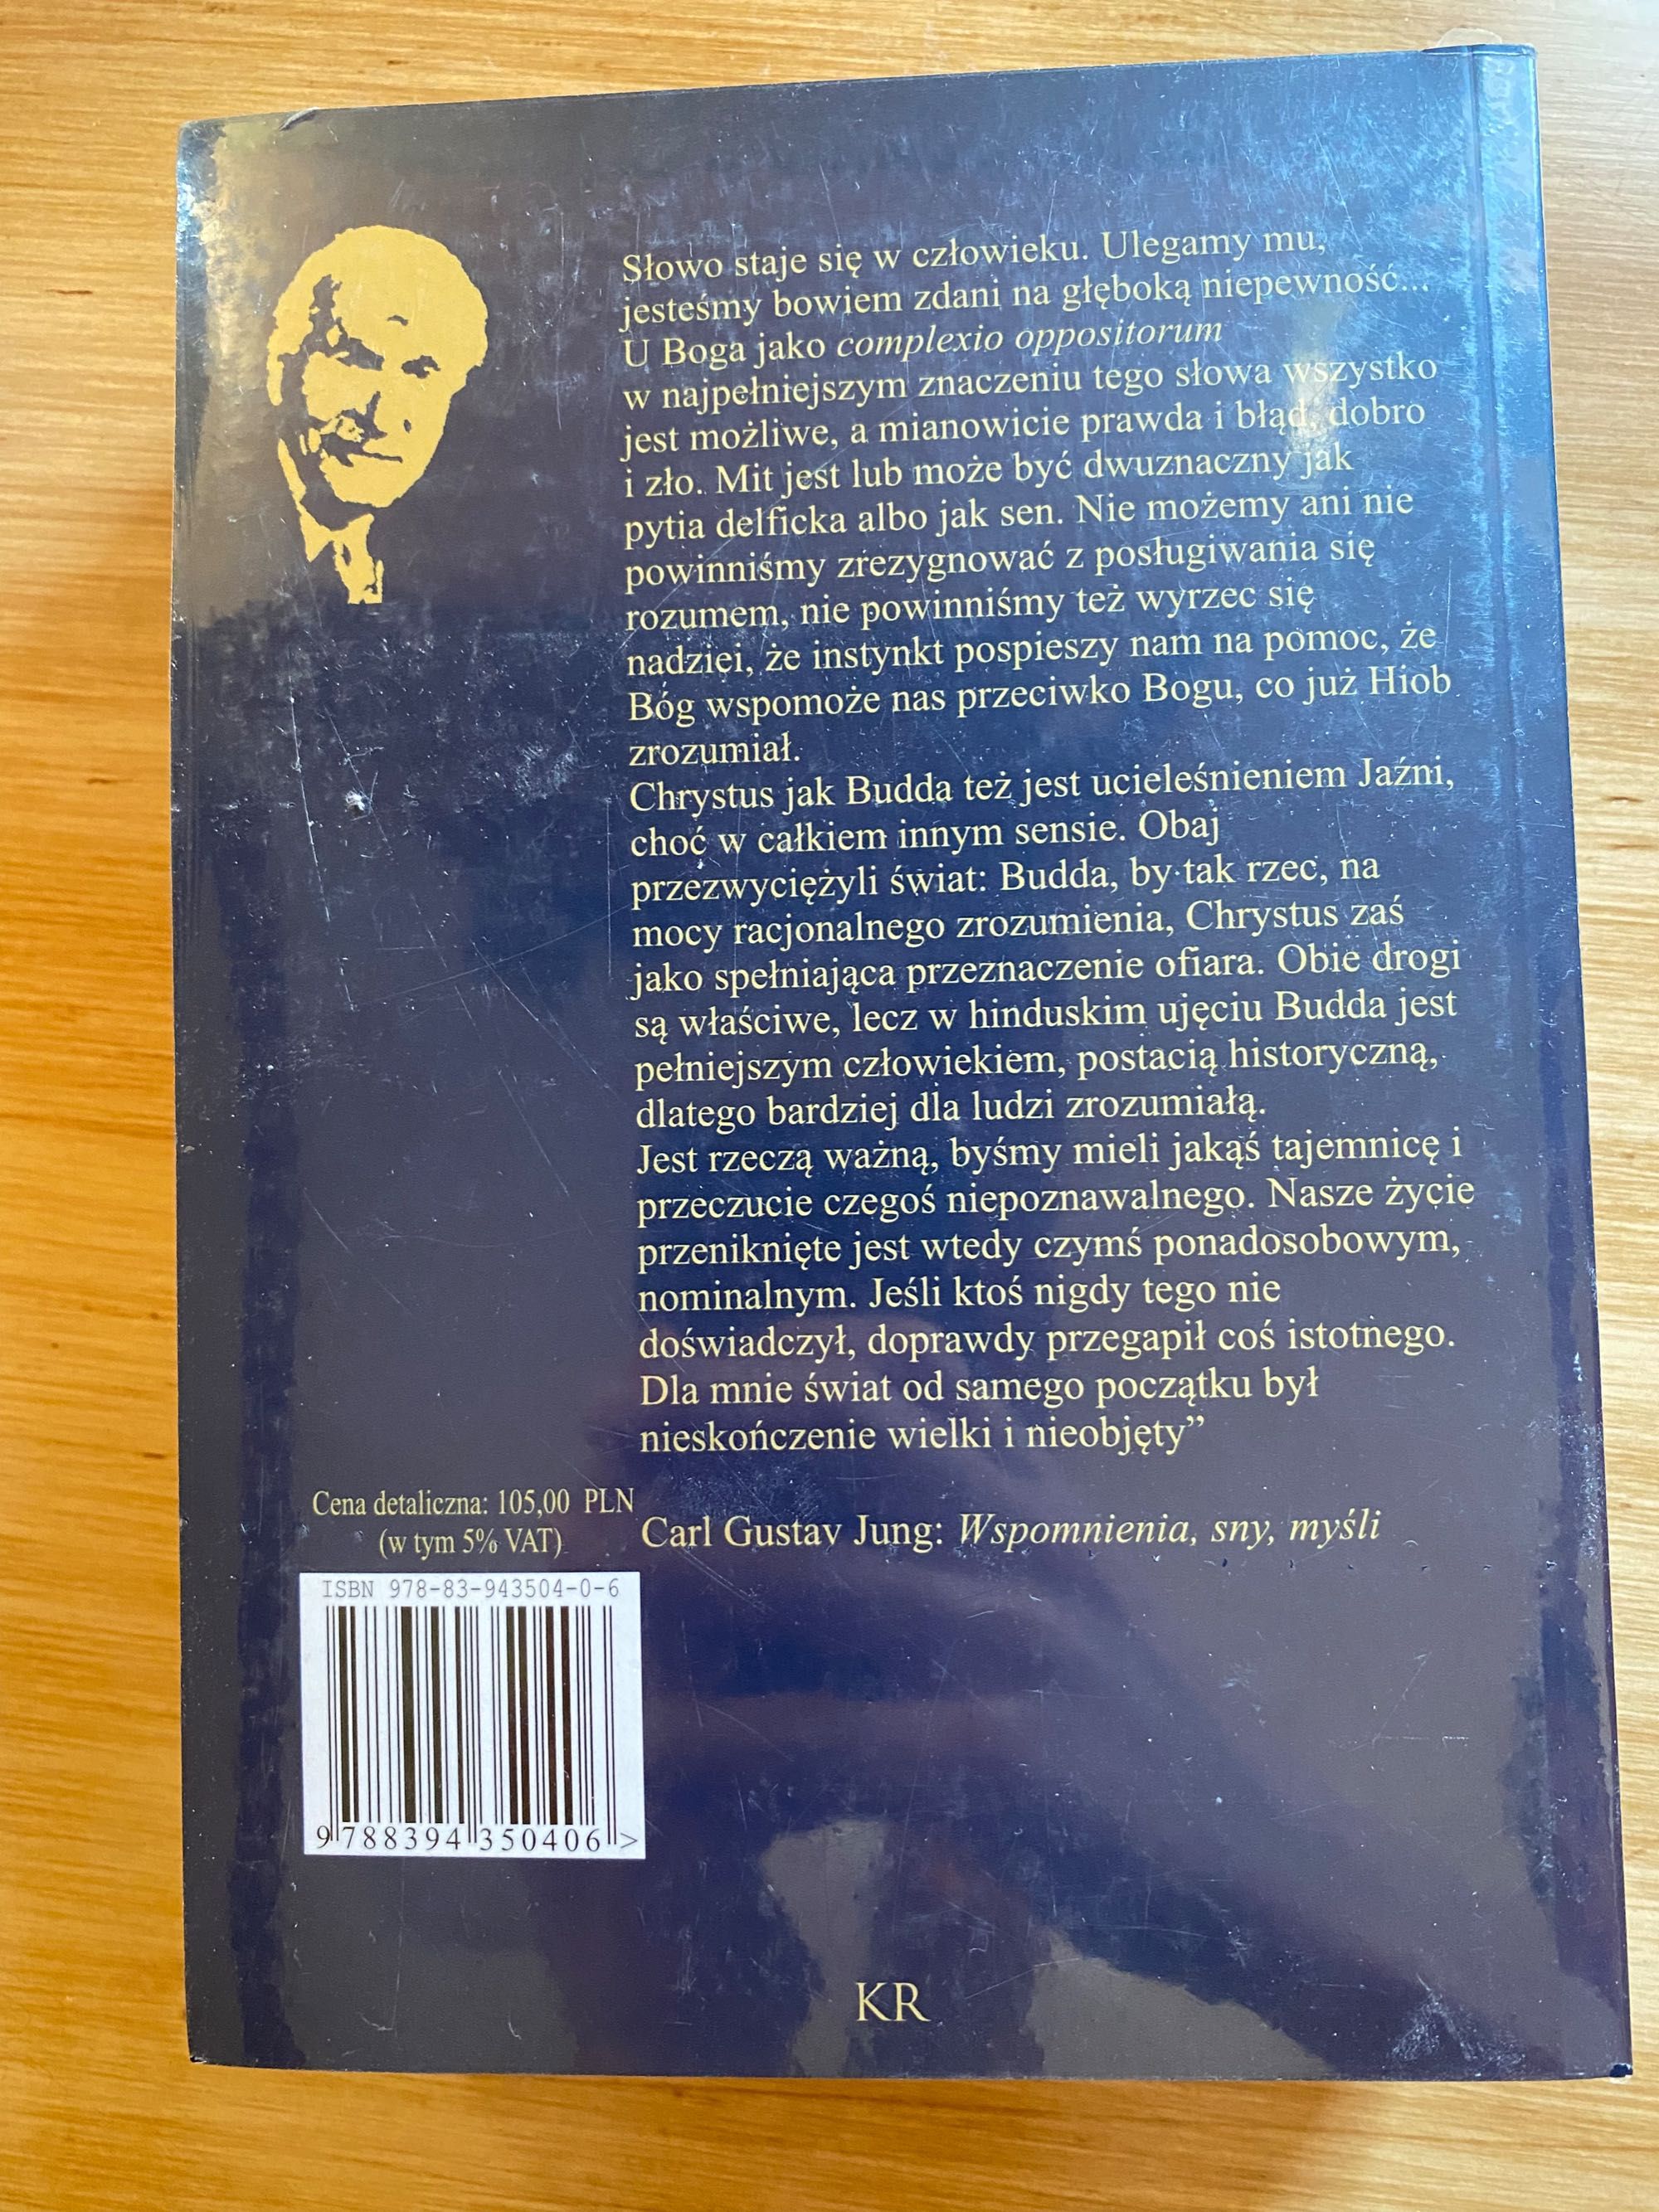 Słowo staje się w człowieku. Ulegamy mu,
jesteśmy bowiem zdani na głęboką niepewność...
U Boga jako complexio oppositorum
w najpełniejszym znaczeniu tego słowa wszystko
jest możliwe, a mianowicie prawda i błąd, dobro
i zło. Mit jest lub może być dwuznaczny jak
pytia delficka albo jak sen. Nie możemy ani nie
powinniśmy zrezygnować z posługiwania się
rozumem, nie powinniśmy też wyrzec się
nadziei, że instynkt pospieszy nam na pomoc, że
Bóg wspomoże nas przeciwko Bogu, co już Hiob
zrozumiał.
Chrystus jak Budda też jest ucieleśnieniem Jaźni,
choć w całkiem innym sensie. Obaj
przezwyciężyli świat: Budda, by tak rzec, na
mocy racjonalnego zrozumienia, Chrystus zaś
jako spełniająca przeznaczenie ofiara. Obie drogi
są właściwe, lecz w hinduskim ujęciu Budda jest
pełniejszym człowiekiem, postacią historyczną,
dlatego bardziej dla ludzi zrozumiałą.
Jest rzeczą ważną, byśmy mieli jakąś tajemnicę i
przeczucie czegoś niepoznawalnego. Nasze życie
przeniknięte jest wtedy czymś ponadosobowym,
nominalnym. Jeśli ktoś nigdy tego nie
doświadczył, doprawdy przegapił coś istotnego.
Dla mnie świat od samego początku był
nieskończenie wielki i nieobjęty”
Carl Gustav Jung: Wspomnienia, sny, myśli
Cena detaliczna: 105,00 PLN
(w tym 5% VAT)
ISBN 978-83-943504-0-6
9 788394 350406 >
KR